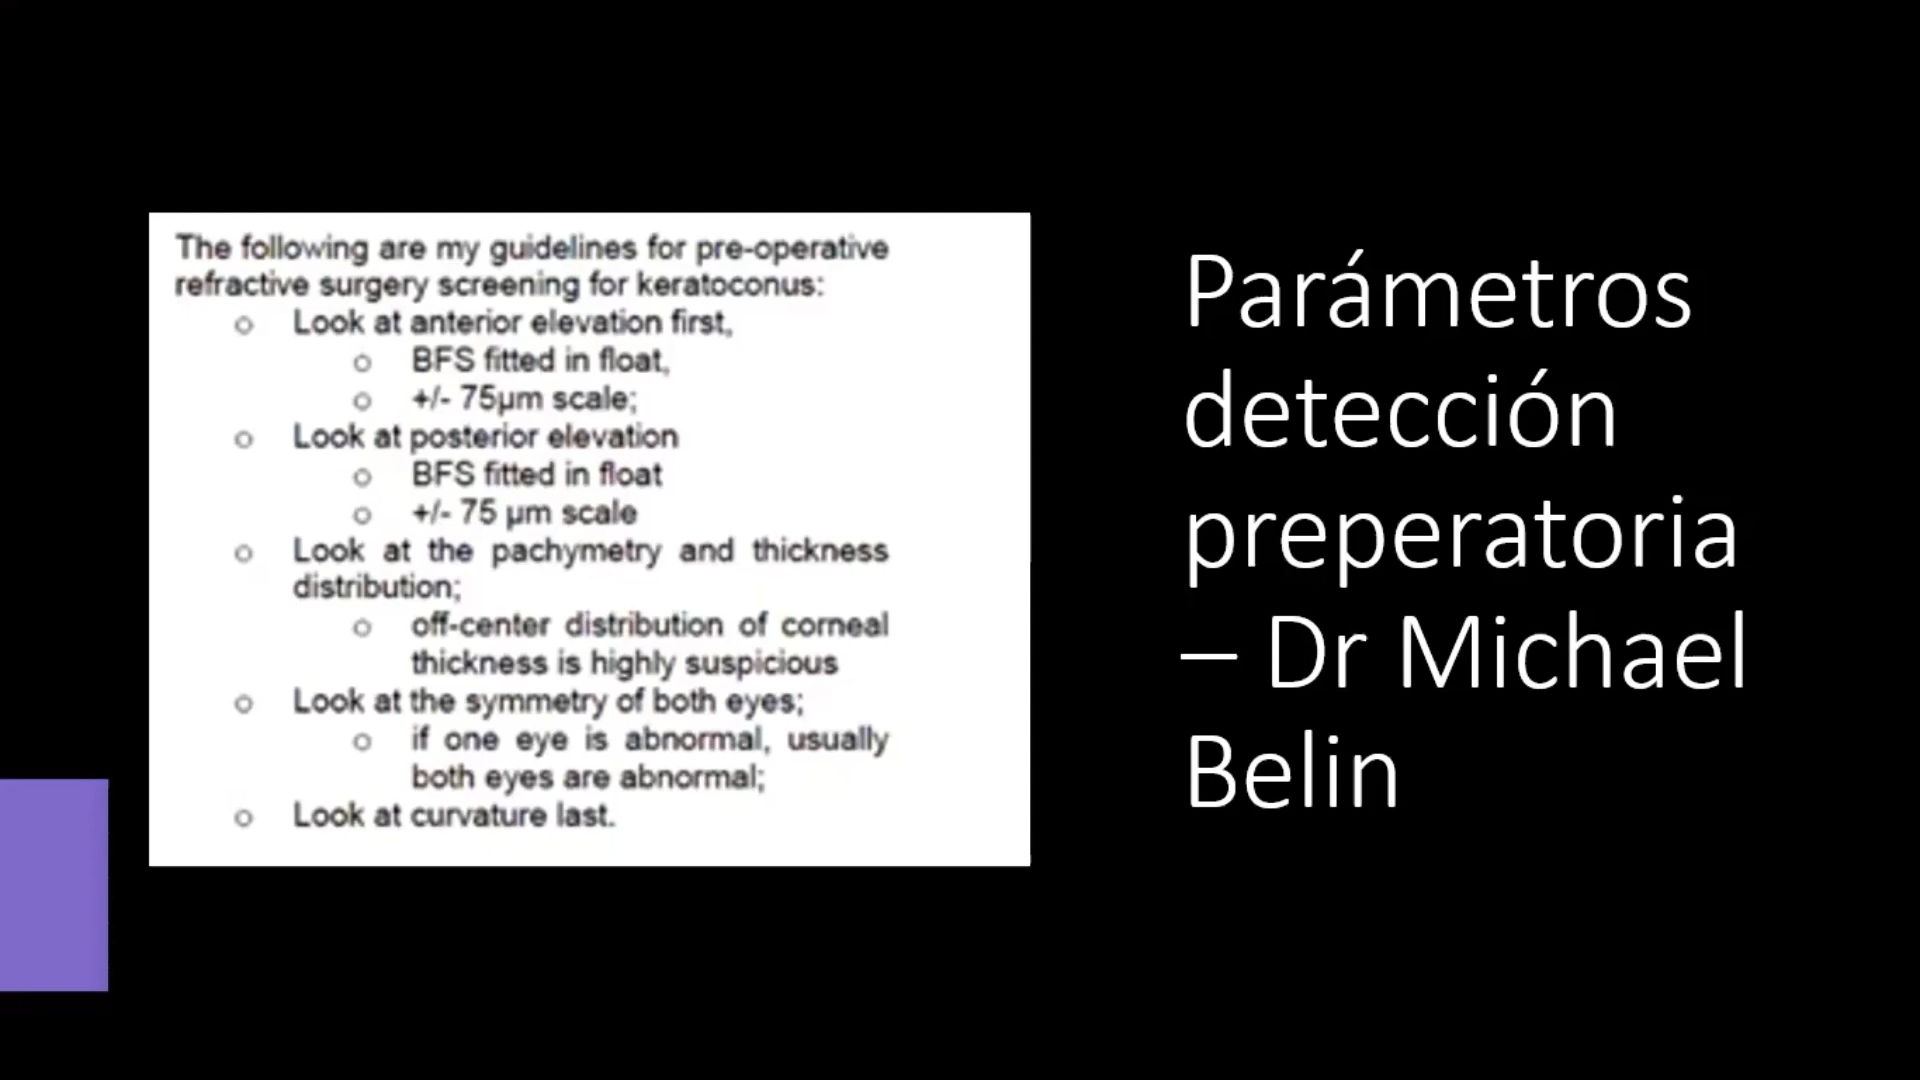 The following are my guidelines for pre-operative
refractive surgery screening for keratoconus:
o Look at anterior elevation first,
o BFS fitted in float,
o +/- 75µm scale;
o Look at posterior elevation
o BFS fitted in float
o +/- 75 µm scale
o Look at the pachymetry and thickness
distribution;
o off-center distribution of corneal
thickness is highly suspicious
o Look at the symmetry of both eyes;
o if one eye is abnormal, usually
both eyes are abnormal;
o Look at curvature last.
Parámetros
detección
preperatoria
– Dr Michael
Belin